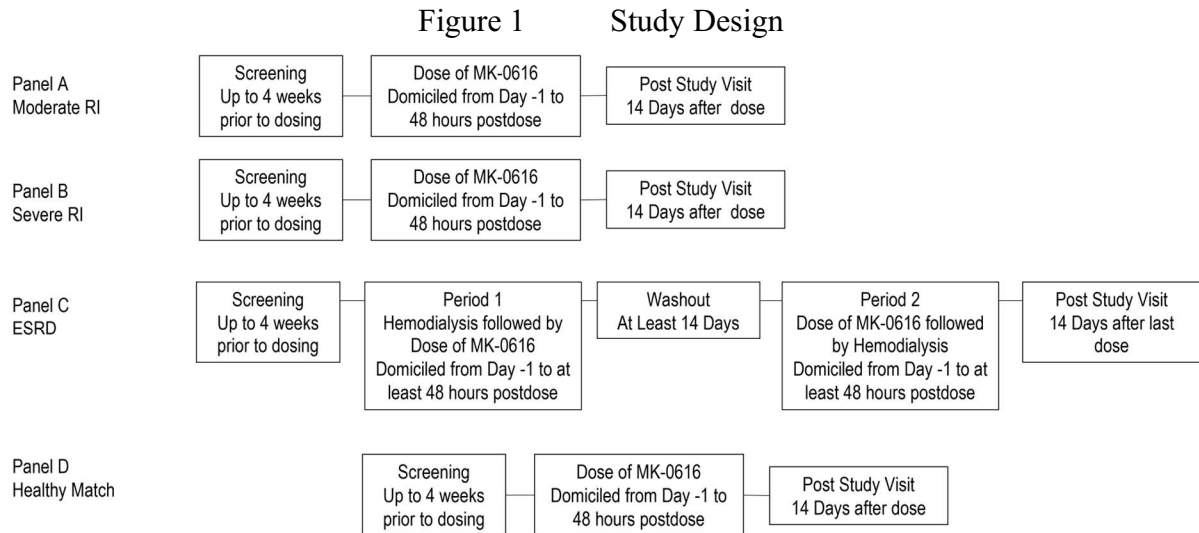 Figure 1 Study Design
Panel A
Moderate RI
Screening
Up to 4 weeks
prior to dosing
Dose of MK-0616
Domiciled from Day -1 to
48 hours postdose
Post Study Visit
14 Days after dose
Panel B
Severe RI
Screening
Up to 4 weeks
prior to dosing
Dose of MK-0616
Domiciled from Day -1 to
48 hours postdose
Post Study Visit
14 Days after dose
Panel C
ESRD
Screening
Up to 4 weeks
prior to dosing
Period 1
Hemodialysis followed by
Dose of MK-0616
Domiciled from Day -1 to at
least 48 hours postdose
Washout
At Least 14 Days
Period 2
Dose of MK-0616 followed
by Hemodialysis
Domiciled from Day -1 to at
least 48 hours postdose
Post Study Visit
14 Days after last
dose
Panel D
Healthy Match
Screening
Up to 4 weeks
prior to dosing
Dose of MK-0616
Domiciled from Day -1 to
48 hours postdose
Post Study Visit
14 Days after dose